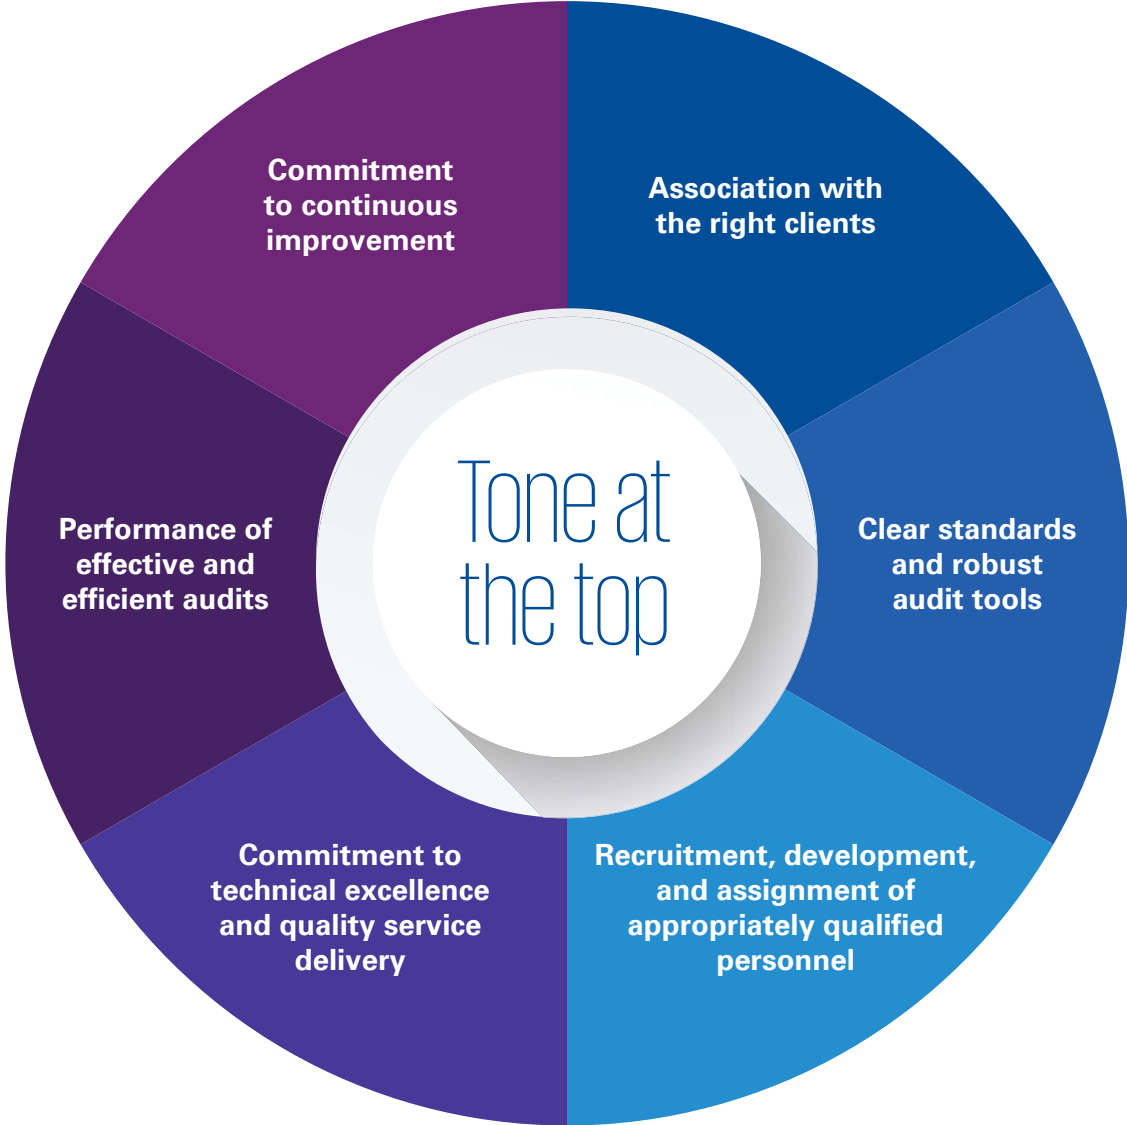 Commitment
to continuous
improvement
Association with
the right clients
Performance of
effective and
efficient audits
Tone at
the top
Clear standards
and robust
audit tools
Commitment to
technical excellence
and quality service
delivery
Recruitment, development,
and assignment of
appropriately qualified
personnel